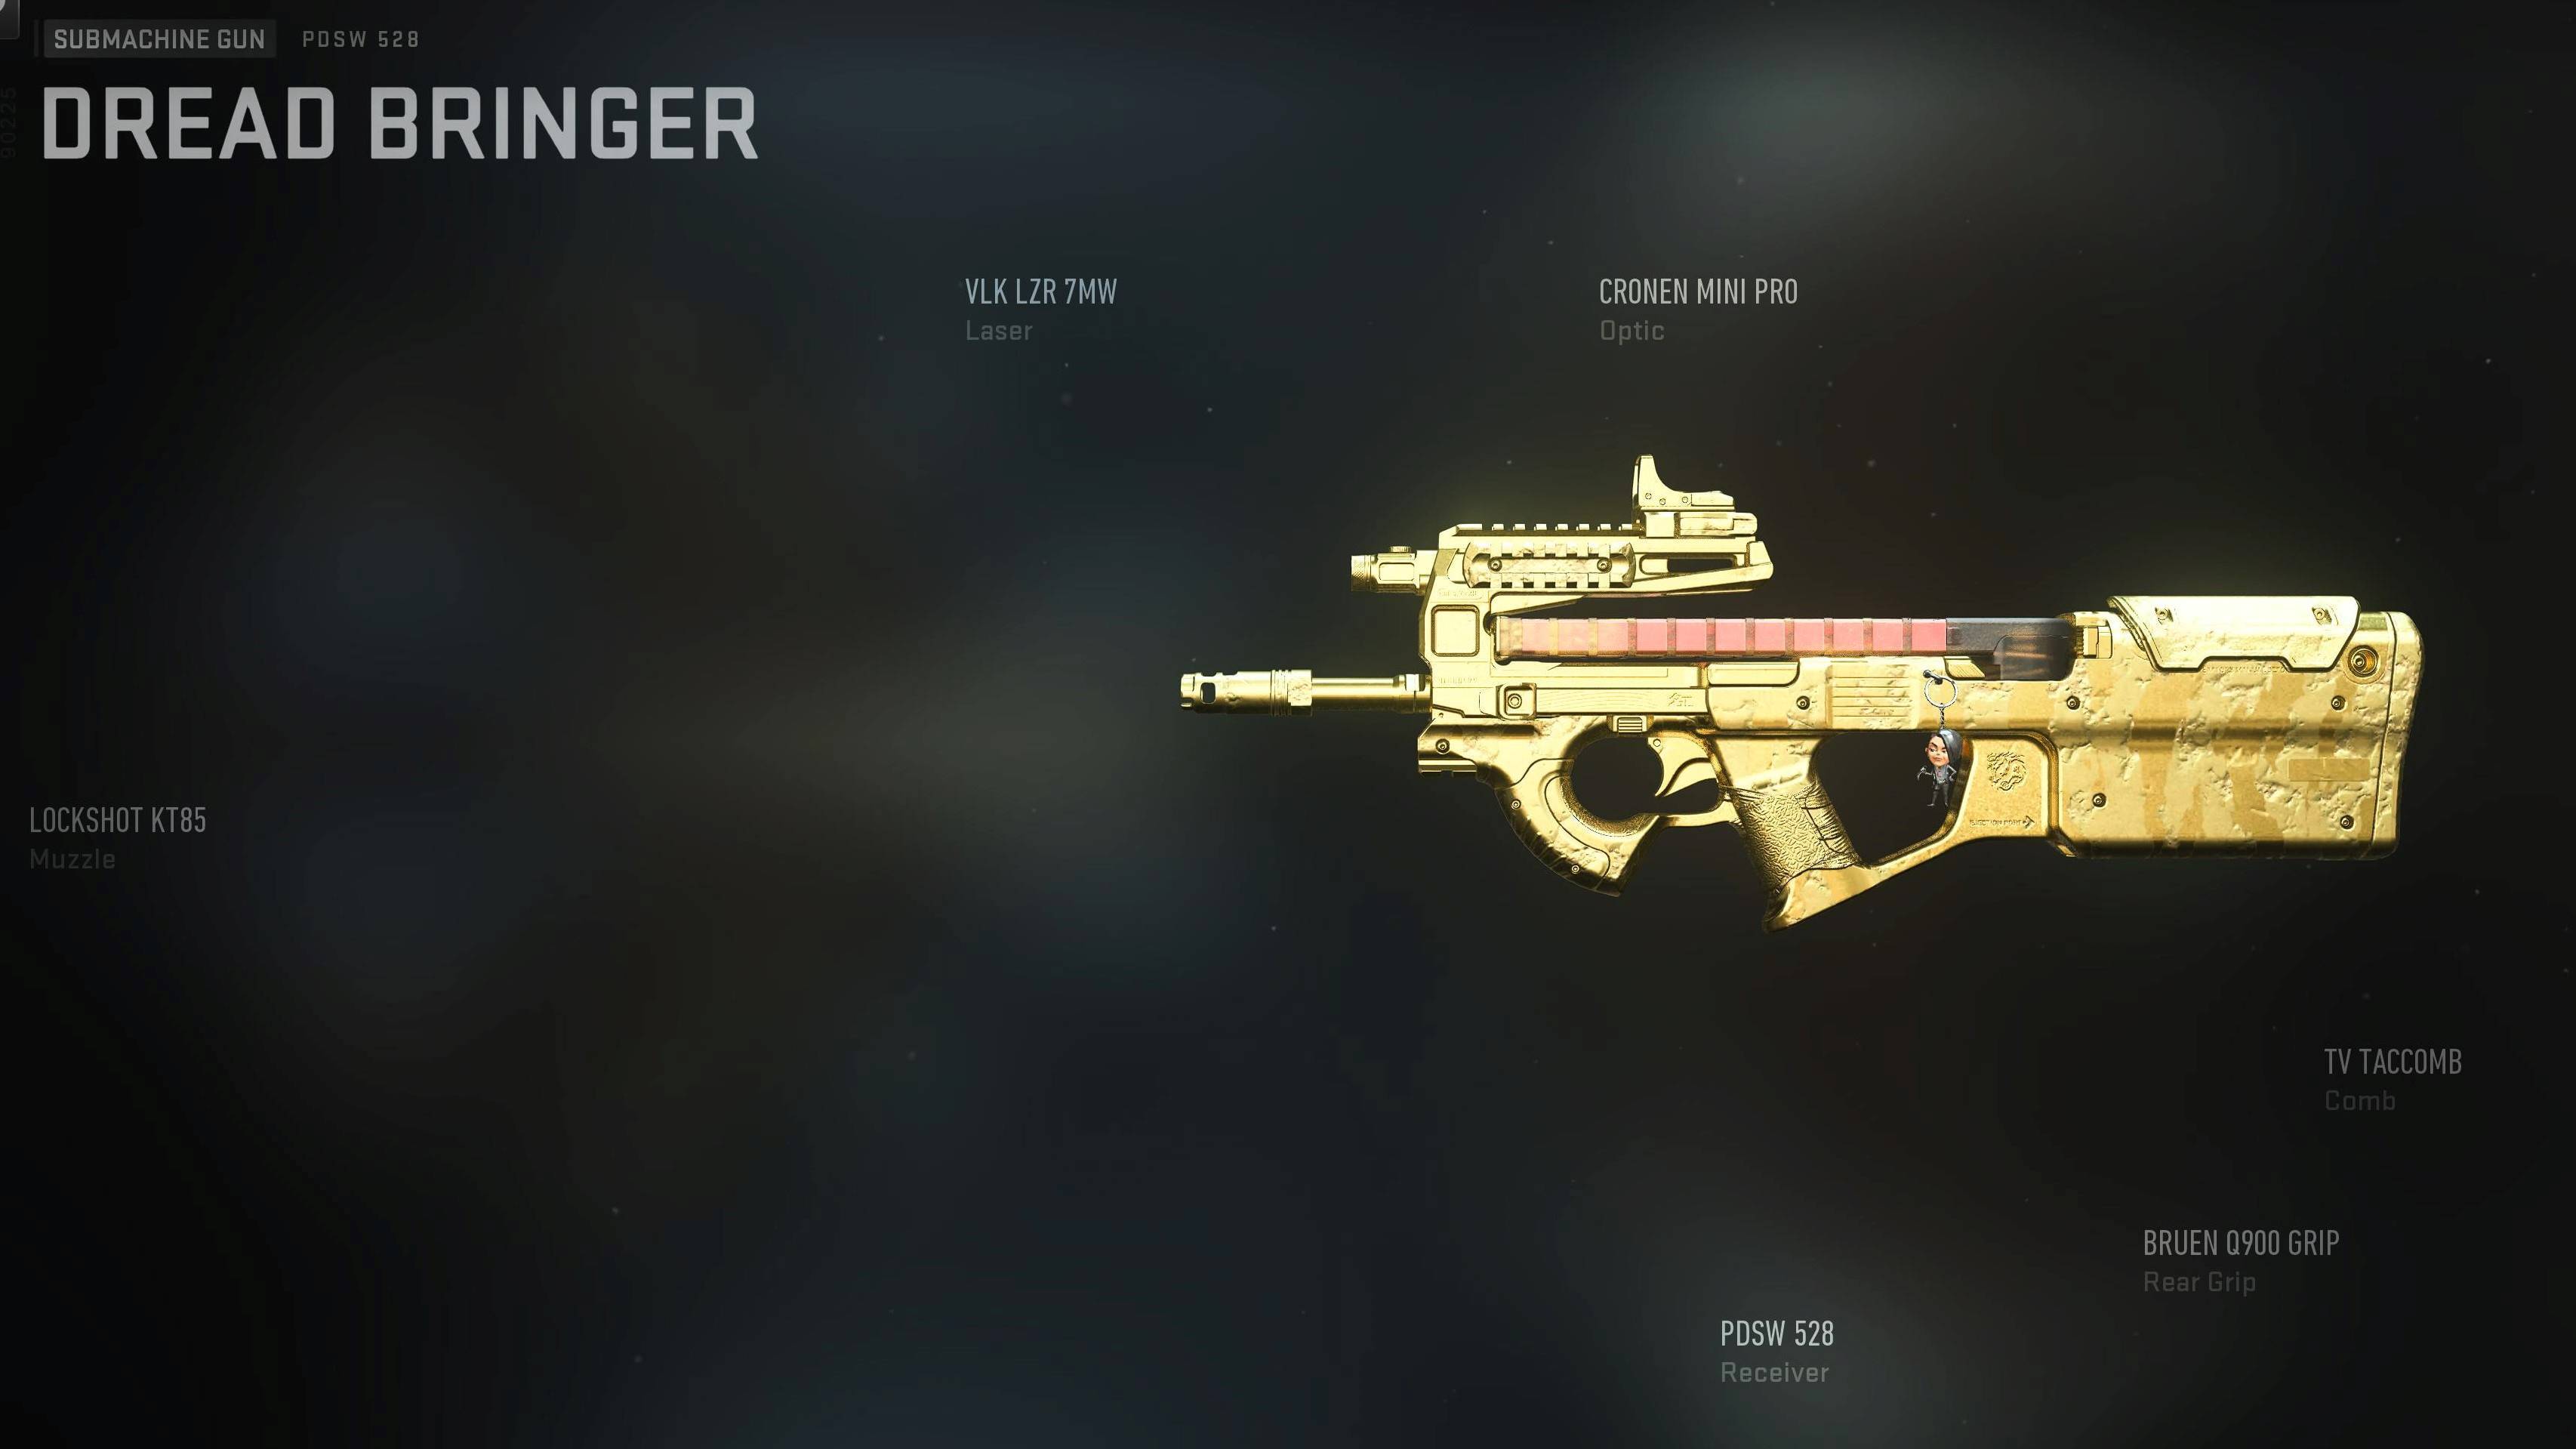 SUBMACHINE GUN PDSW 528
DREAD BRINGER
90225
VLK LZR 7MW
Laser
CRONEN MINI PRO
Optic
LOCKSHOT KT85
Muzzle
TV TACCOMB
Comb
BRUEN Q900 GRIP
Rear Grip
PDSW 528
Receiver